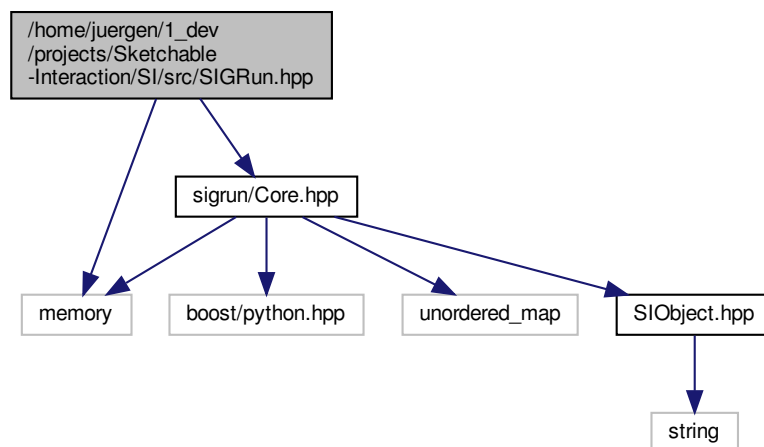 /home/juergen/1_dev
/projects/Sketchable
-Interaction/SI/src/SIGRun.hpp
sigrun/Core.hpp
memory
boost/python.hpp
unordered_map
SIObject.hpp
string